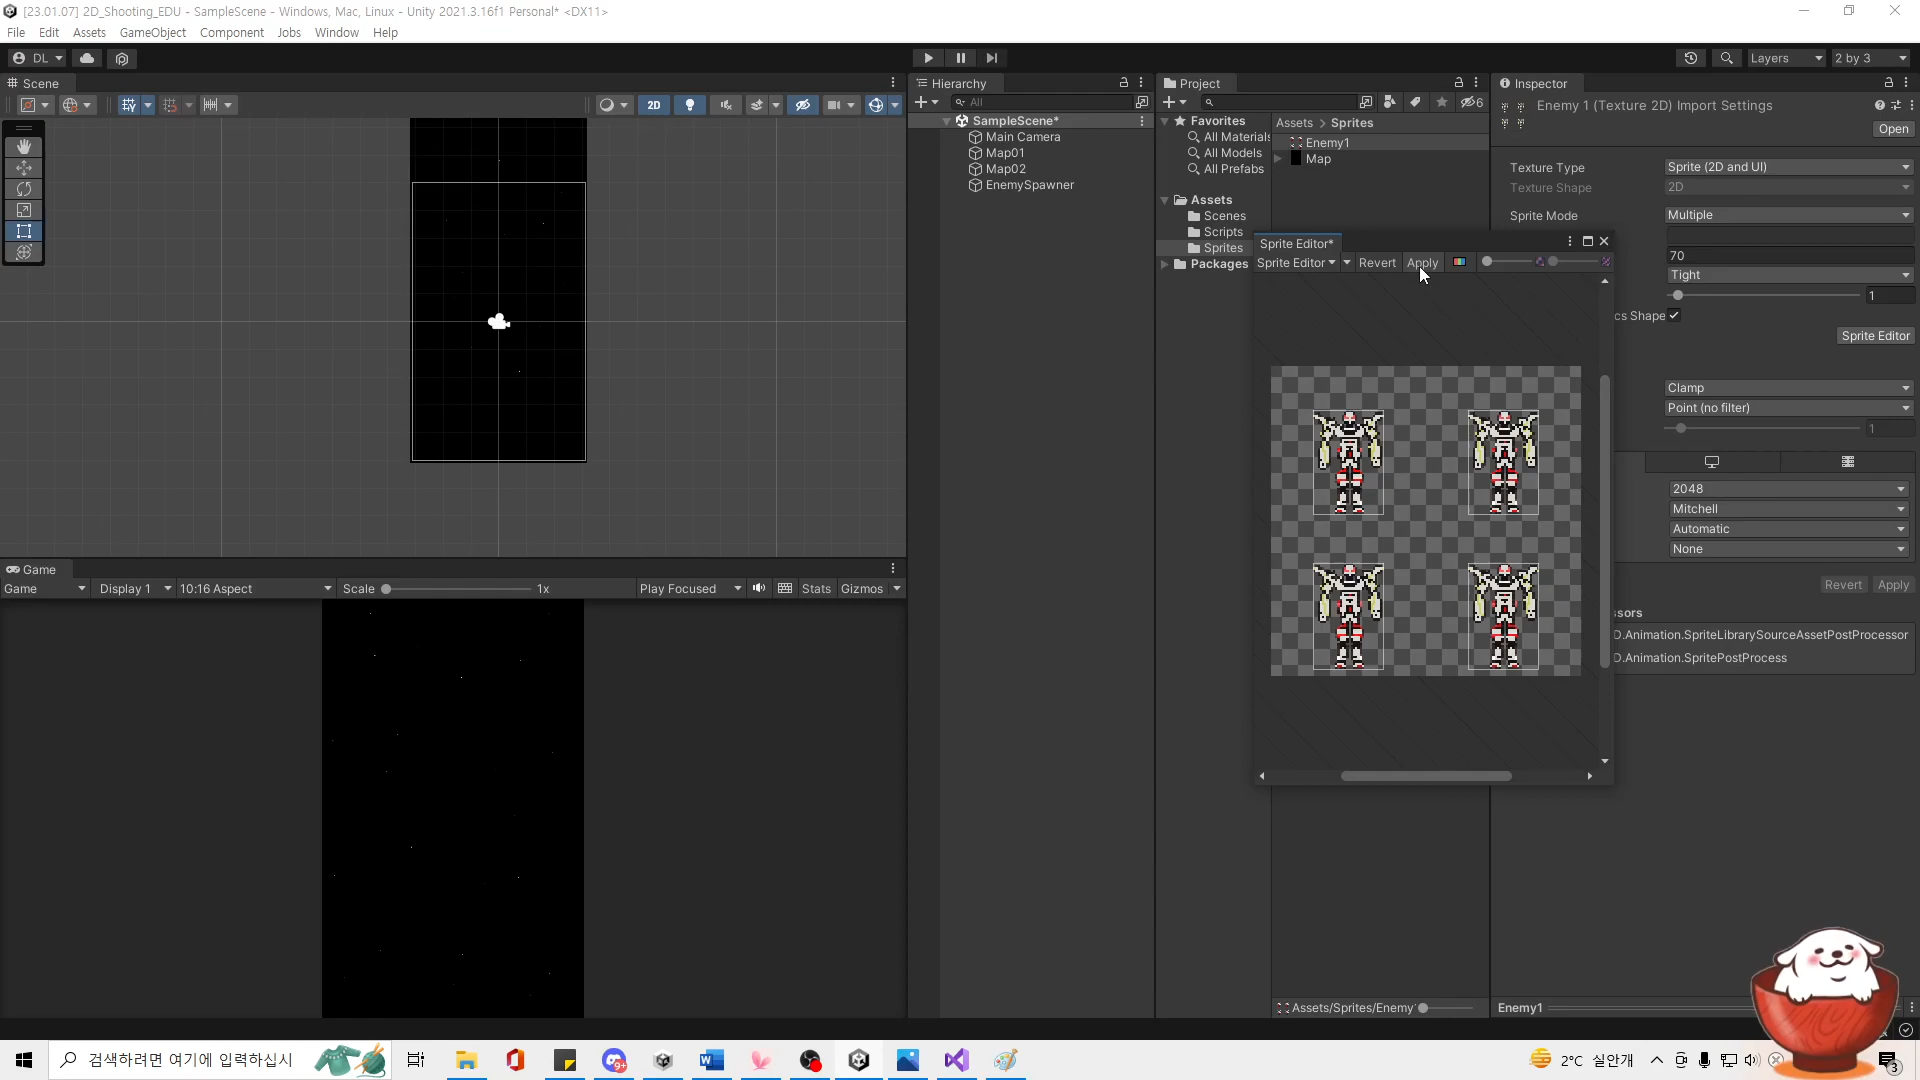 [23.01.07] 2D_Shooting_EDU - SampleScene - Windows, Mac, Linux - Unity 2021.3.16f1 Personal* <DX11>
File Edit Assets GameObject Component Jobs Window Help
DL
Layers
2 by 3
Scene
2D
Game
Game
Display 1
10:16 Aspect
Scale
1x
Play Focused
Stats
Gizmos
Hierarchy
All
SampleScene*
Main Camera
Map01
Map02
EnemySpawner
Project
6
Favorites
All Materials
All Models
All Prefabs
Assets
Scenes
Scripts
Sprites
Packages
Assets > Sprites
Enemy1
Map
Assets/Sprites/Enemy
Sprite Editor*
Sprite Editor
Revert
Apply
Inspector
Enemy 1 (Texture 2D) Import Settings
Open
Texture Type
Sprite (2D and UI)
Texture Shape
2D
Sprite Mode
Multiple
70
Tight
1
cs Shape
Sprite Editor
Clamp
Point (no filter)
1
2048
Mitchell
Automatic
None
Revert
Apply
ssors
D.Animation.SpriteLibrarySourceAssetPostProcessor
D.Animation.SpritePostProcess
Enemy1
검색하려면 여기에 입력하십시
9+
2°C 실안개
3